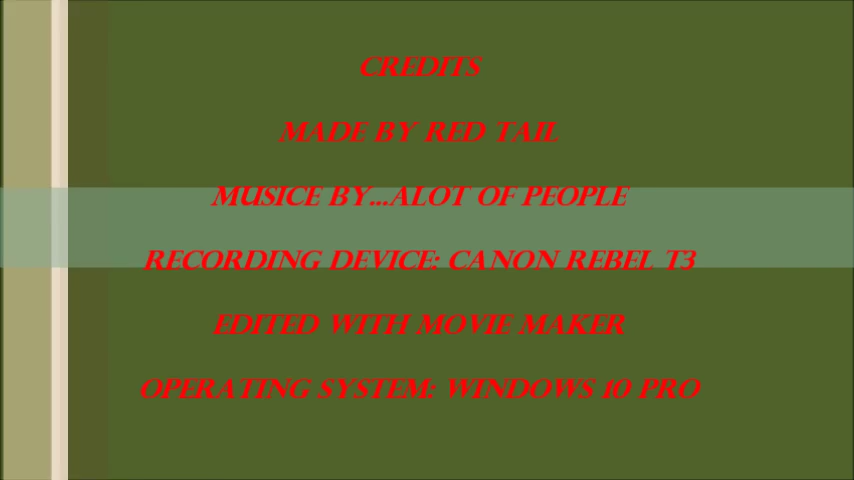 CREDITS
MADE BY RED TAIL
MUSICE BY...ALOT OF PEOPLE
RECORDING DEVICE: CANON REBEL T3
EDITED WITH MOVIE MAKER
OPERATING SYSTEM: WINDOWS 10 PRO